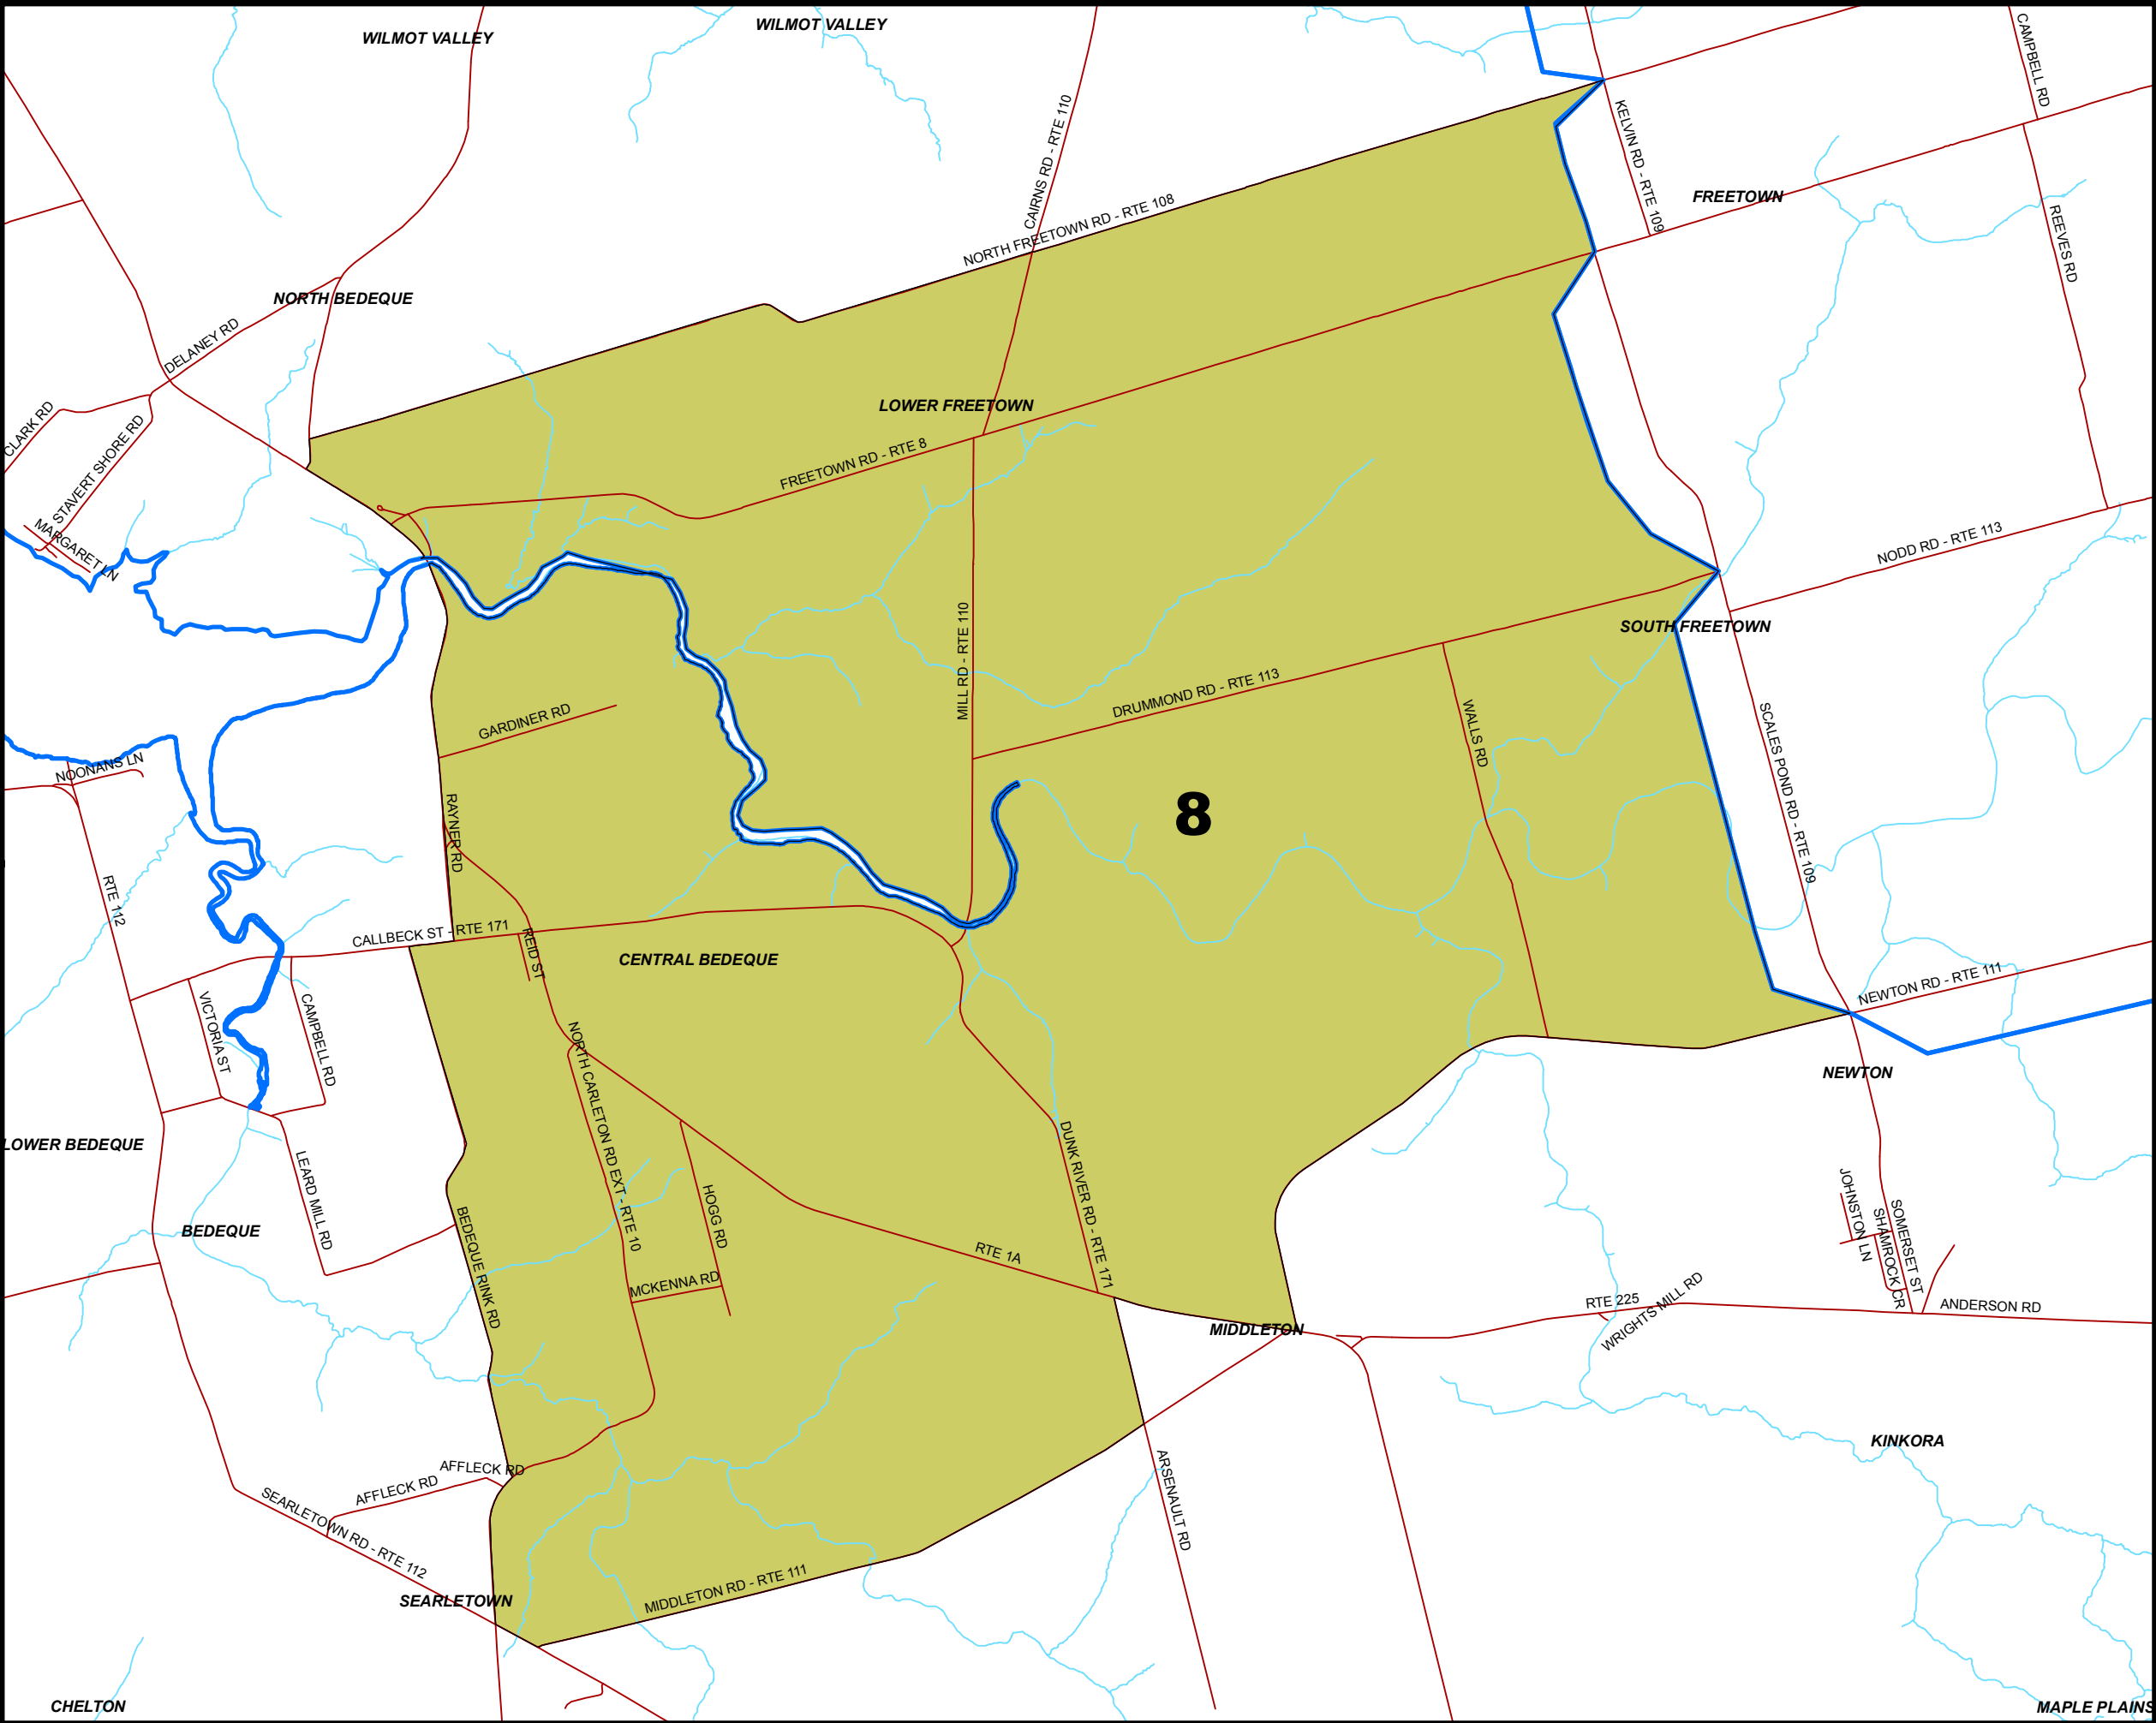 WILMOT VALLEY
WILMOT VALLEY
CAMPBELL RD
CAIRNS RD - RTE 110
KELVIN RD - RTE 109
FREETOWN
NORTH FREETOWN RD - RTE 108
REEVES RD
NORTH BEDEQUE
DELANEY RD
LOWER FREETOWN
CLARK RD
STAVERT SHORE RD
FREETOWN RD - RTE 8
MARGARET LN
NODD RD - RTE 113
SOUTH FREETOWN
MILL RD - RTE 110
DRUMMOND RD - RTE 113
GARDINER RD
WALLS RD
SCALES POND RD - RTE 109
NOONANS LN
8
RAYNER RD
RTE 112
CALLBECK ST - RTE 171
REID ST
CENTRAL BEDEQUE
NEWTON RD - RTE 111
VICTORIA ST
CAMPBELL RD
NORTH CARLETON RD EXT - RTE 10
NEWTON
LOWER BEDEQUE
DUNK RIVER RD - RTE 171
LEARD MILL RD
HOGG RD
JOHNSTON LN
SHAMROCK CR
SOMERSET ST
BEDEQUE
BEDEQUE RINK RD
RTE 1A
MCKENNA RD
RTE 225
WRIGHTS MILL RD
ANDERSON RD
MIDDLETON
KINKORA
AFFLECK RD
AFFLECK RD
ARSENAULT RD
SEARLETOWN RD - RTE 112
MIDDLETON RD - RTE 111
SEARLETOWN
CHELTON
MAPLE PLAINS